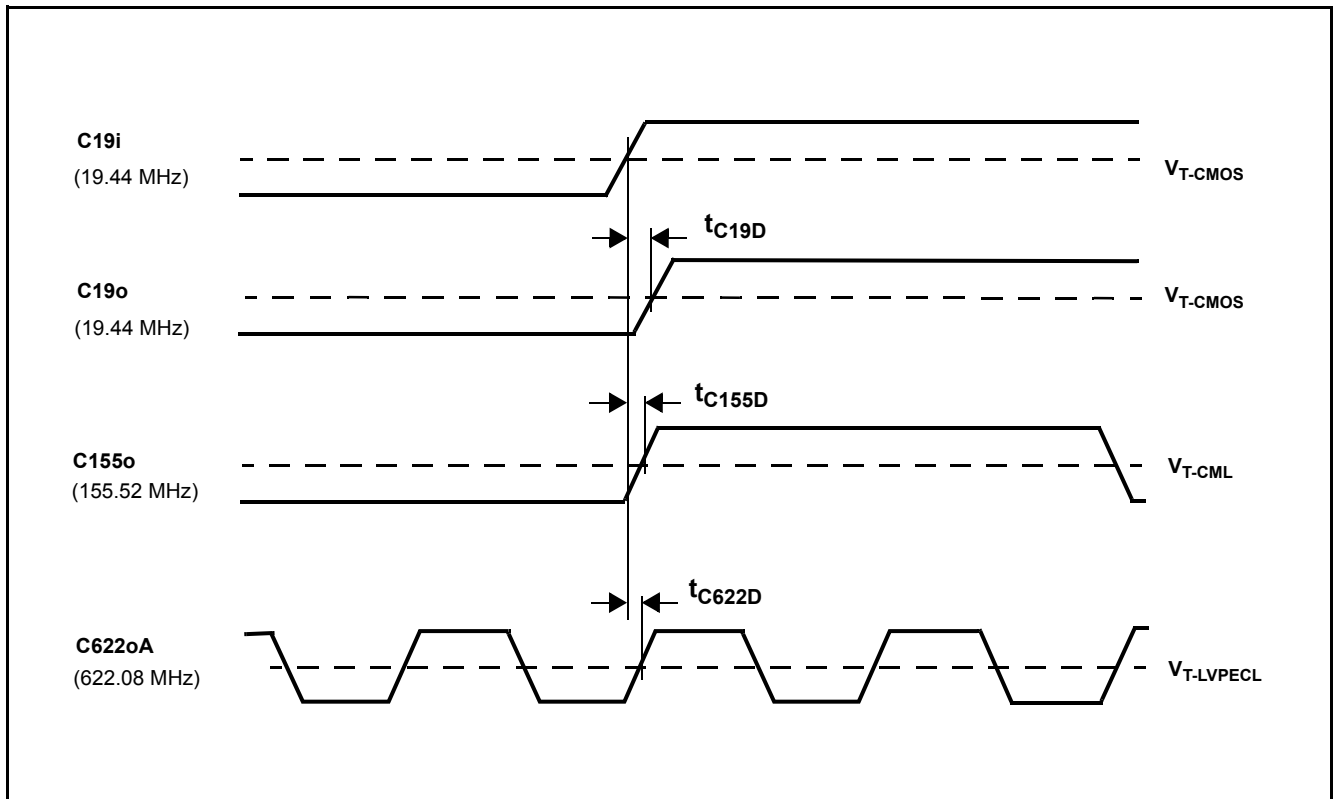 C19i
(19.44 MHz)
VT-CMOS
tC19D
C19o
(19.44 MHz)
VT-CMOS
tC155D
C155o
(155.52 MHz)
VT-CML
tC622D
C622oA
(622.08 MHz)
VT-LVPECL